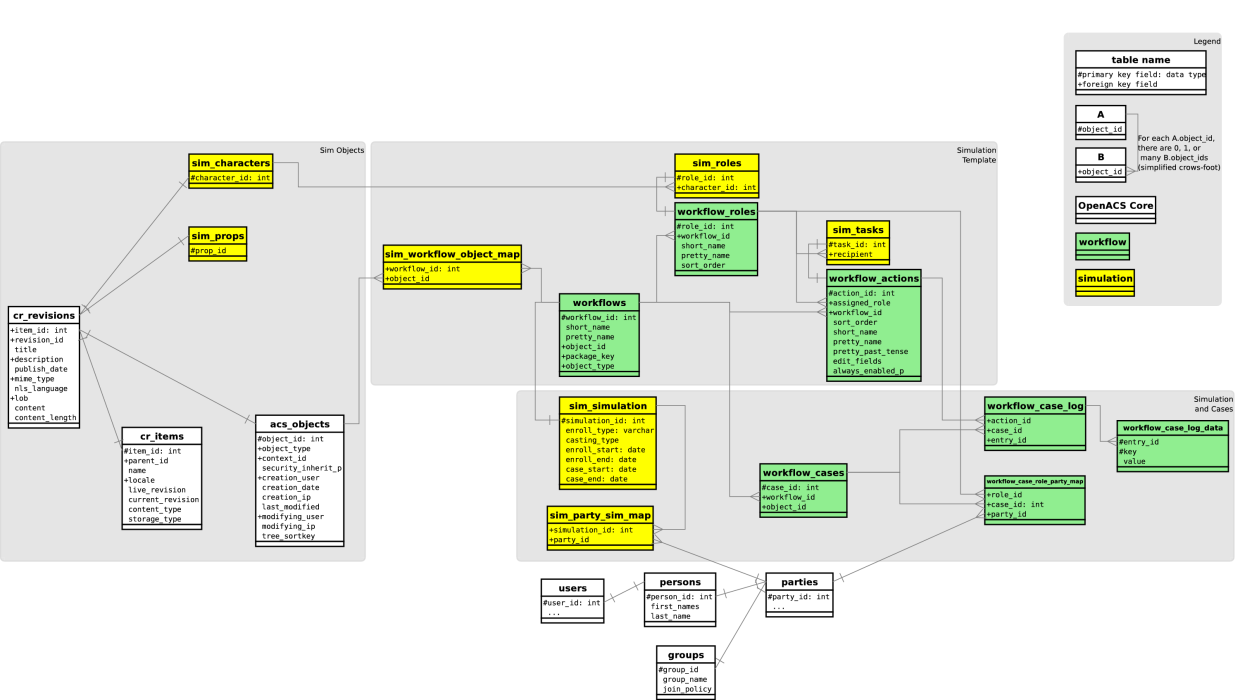 Legend
table name
#primary key field: data type
+foreign key field
A
#object_id
B
+object_id
For each A.object_id,
there are 0, 1, or
many B.object_ids
(simplified crows-foot)
OpenACS Core
workflow
simulation
Sim Objects
sim_characters
#character_id: int
sim_props
#prop_id
cr_revisions
+item_id: int
+revision_id
title
+description
publish_date
+mime_type
nls_language
+lob
content
content_length
cr_items
#item_id: int
+parent_id
name
+locale
live_revision
current_revision
content_type
storage_type
acs_objects
#object_id: int
+object_type
+context_id
security_inherit_p
+creation_user
creation_date
creation_ip
last_modified
+modifying_user
modifying_ip
tree_sortkey
Simulation
Template
sim_workflow_object_map
+workflow_id: int
+object_id
sim_roles
#role_id: int
+character_id: int
workflow_roles
#role_id: int
+workflow_id
short_name
pretty_name
sort_order
sim_tasks
#task_id: int
+recipient
workflows
#workflow_id: int
short_name
pretty_name
+object_id
+package_key
+object_type
workflow_actions
#action_id: int
+assigned_role
+workflow_id
sort_order
short_name
pretty_name
pretty_past_tense
edit_fields
always_enabled_p
Simulation
and Cases
sim_simulation
#simulation_id: int
enroll_type: varchar
casting_type
enroll_start: date
enroll_end: date
case_start: date
case_end: date
sim_party_sim_map
+simulation_id: int
+party_id
workflow_cases
#case_id: int
+workflow_id
+object_id
workflow_case_log
+action_id
+case_id
+entry_id
workflow_case_log_data
#entry_id
#key
value
workflow_case_role_party_map
+role_id
+case_id: int
+party_id
users
#user_id: int
...
persons
#person_id: int
first_names
last_name
parties
#party_id: int
...
groups
#group_id
group_name
join_policy